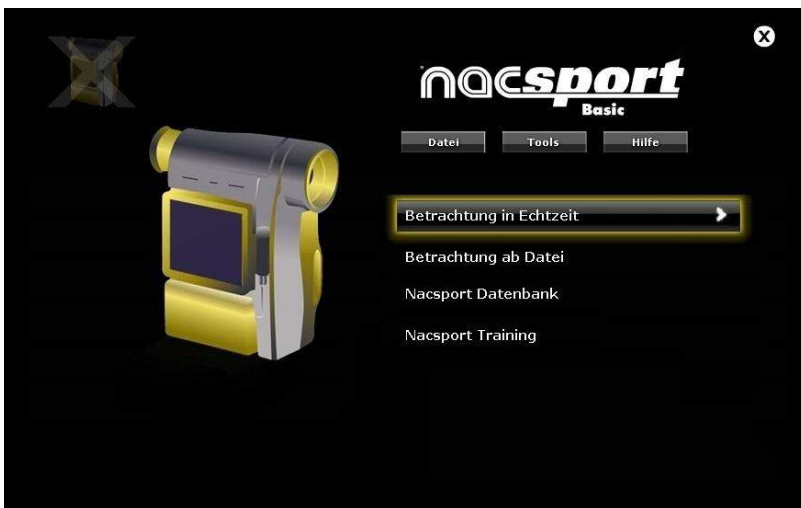 X
nacsport
Basic
Datei Tools Hilfe
Betrachtung in Echtzeit
Betrachtung ab Datei
Nacsport Datenbank
Nacsport Training